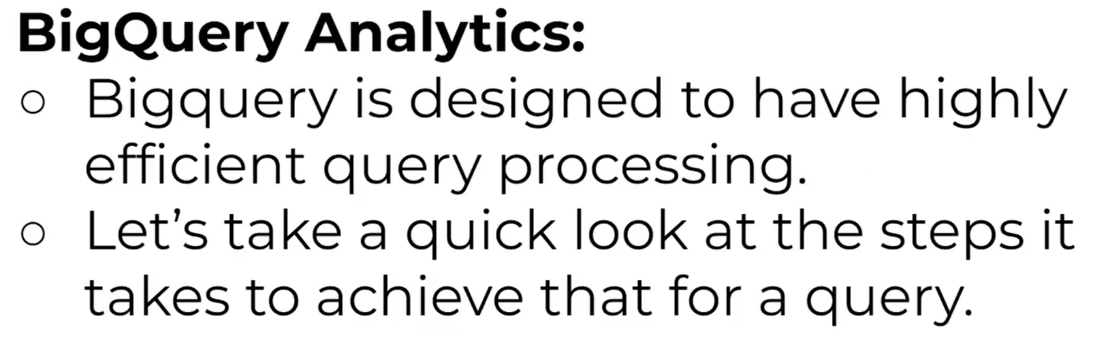 BigQuery Analytics:
○ Bigquery is designed to have highly
efficient query processing.
○ Let’s take a quick look at the steps it
takes to achieve that for a query.